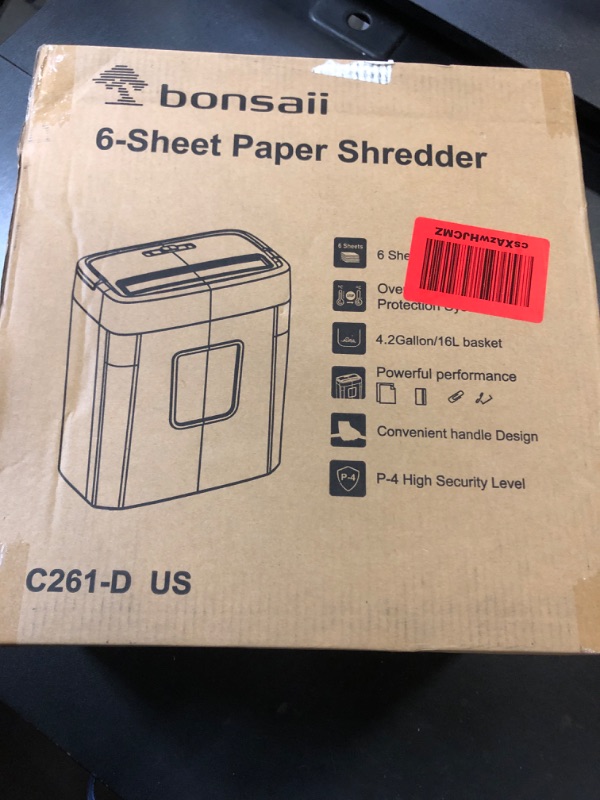 bonsaii
6-Sheet Paper Shredder
6 Sheets
6 She
csXAzwHJCMZ
Ove
Protection
4.2Gallon/16L basket
Powerful performance
Convenient handle Design
P-4
P-4 High Security Level
C261-D US